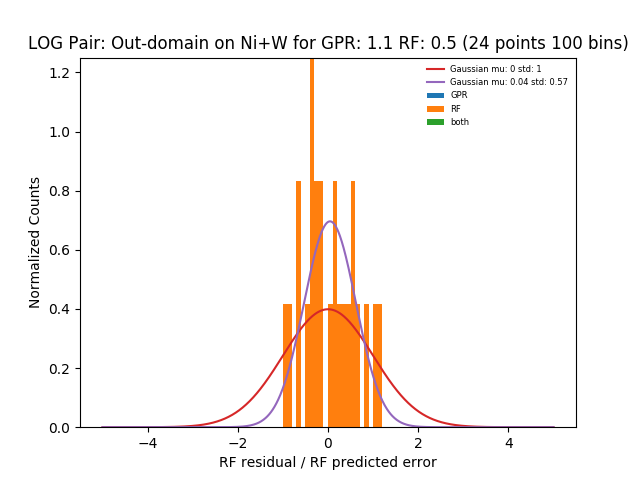 LOG Pair: Out-domain on Ni+W for GPR: 1.1 RF: 0.5 (24 points 100 bins)
Gaussian mu: 0 std: 1
Gaussian mu: 0.04 std: 0.57
GPR
RF
both
Normalized Counts
1.2
1.0
0.8
0.6
0.4
0.2
0.0
−4 −2 0 2 4
RF residual / RF predicted error